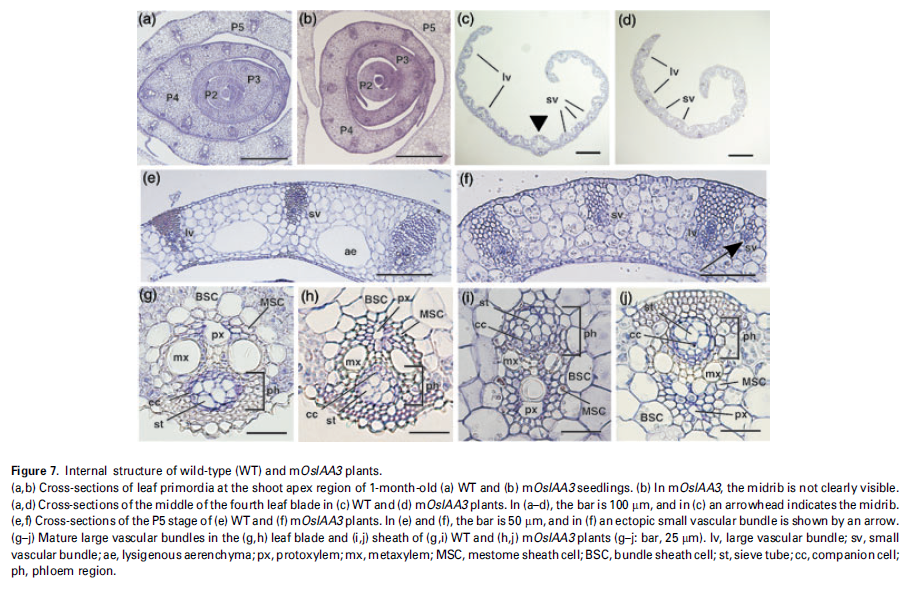 (a) P5 P3 P2 P4
(b) P5 P3 P2 P4
(c) lv sv
(d) lv sv
(e) lv sv ae
(f) sv lv sv
(g) BSC MSC px mx cc st ph
(h) BSC px MSC mx cc st ph
(i) st cc ph mx BSC MSC px
(j) st cc ph mx MSC BSC px
Figure 7. Internal structure of wild-type (WT) and mOsIAA3 plants.
(a,b) Cross-sections of leaf primordia at the shoot apex region of 1-month-old (a) WT and (b) mOsIAA3 seedlings. (b) In mOsIAA3, the midrib is not clearly visible.
(a,d) Cross-sections of the middle of the fourth leaf blade in (c) WT and (d) mOsIAA3 plants. In (a–d), the bar is 100 μm, and in (c) an arrowhead indicates the midrib.
(e,f) Cross-sections of the P5 stage of (e) WT and (f) mOsIAA3 plants. In (e) and (f), the bar is 50 μm, and in (f) an ectopic small vascular bundle is shown by an arrow.
(g–j) Mature large vascular bundles in the (g,h) leaf blade and (i,j) sheath of (g,i) WT and (h,j) mOsIAA3 plants (g–j: bar, 25 μm). lv, large vascular bundle; sv, small
vascular bundle; ae, lysigenous aerenchyma; px, protoxylem; mx, metaxylem; MSC, mestome sheath cell; BSC, bundle sheath cell; st, sieve tube; cc, companion cell;
ph, phloem region.